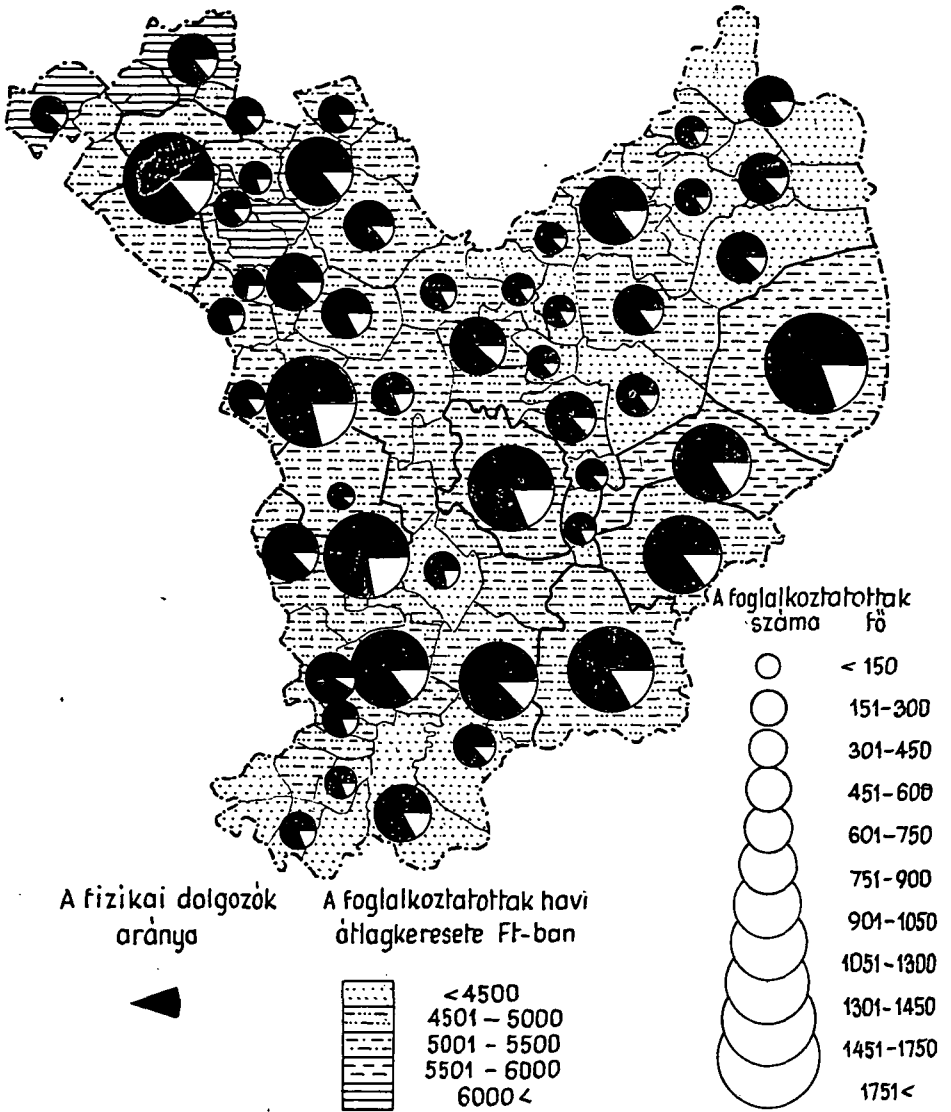 A foglalkoztatottak
száma fő
< 150
151-300
301-450
451-600
601-750
751-900
901-1050
1051-1300
1301-1450
1451-1750
1751<
A fizikai dolgozók
aránya
A foglalkoztatottak havi
átlagkeresete Ft-ban
<4500
4501-5000
5001-5500
5501-6000
6000<